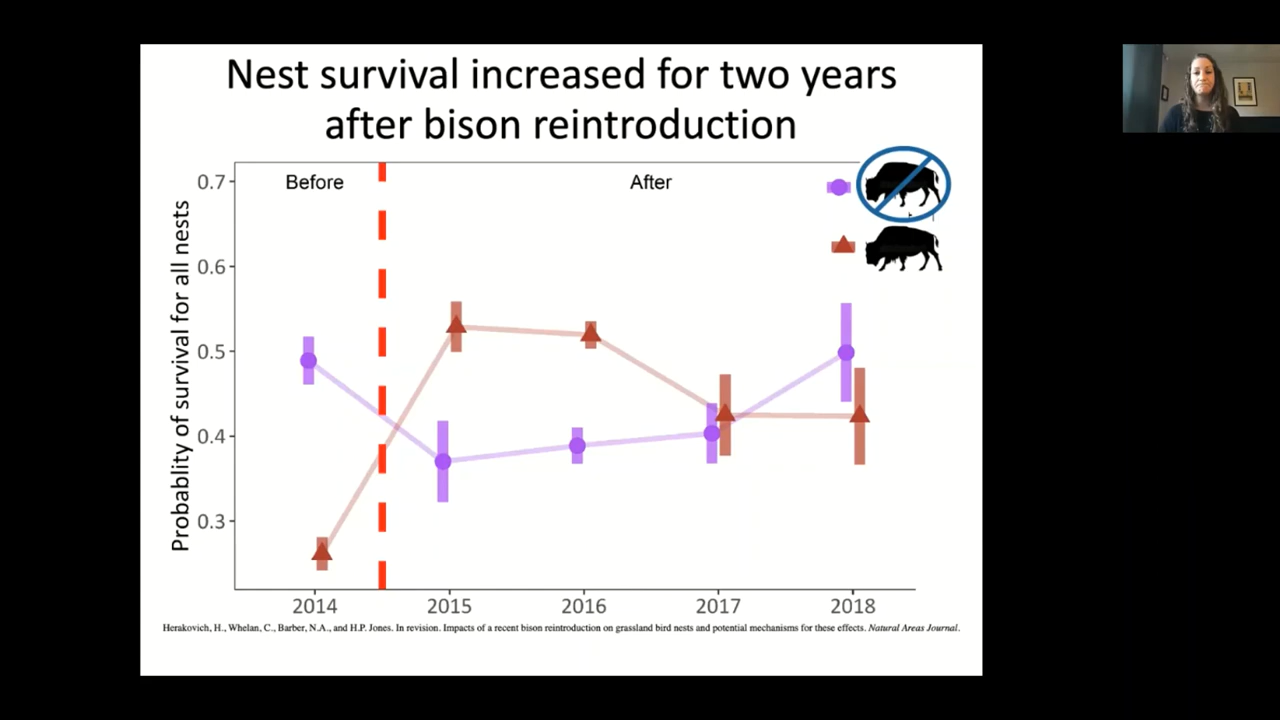 Nest survival increased for two years
after bison reintroduction
Before
After
Probablity of survival for all nests
0.7
0.6
0.5
0.4
0.3
2014
2015
2016
2017
2018
Herakovich, H., Whelan, C., Barber, N.A., and H.P. Jones. In revision. Impacts of a recent bison reintroduction on grassland bird nests and potential mechanisms for these effects. Natural Areas Journal.